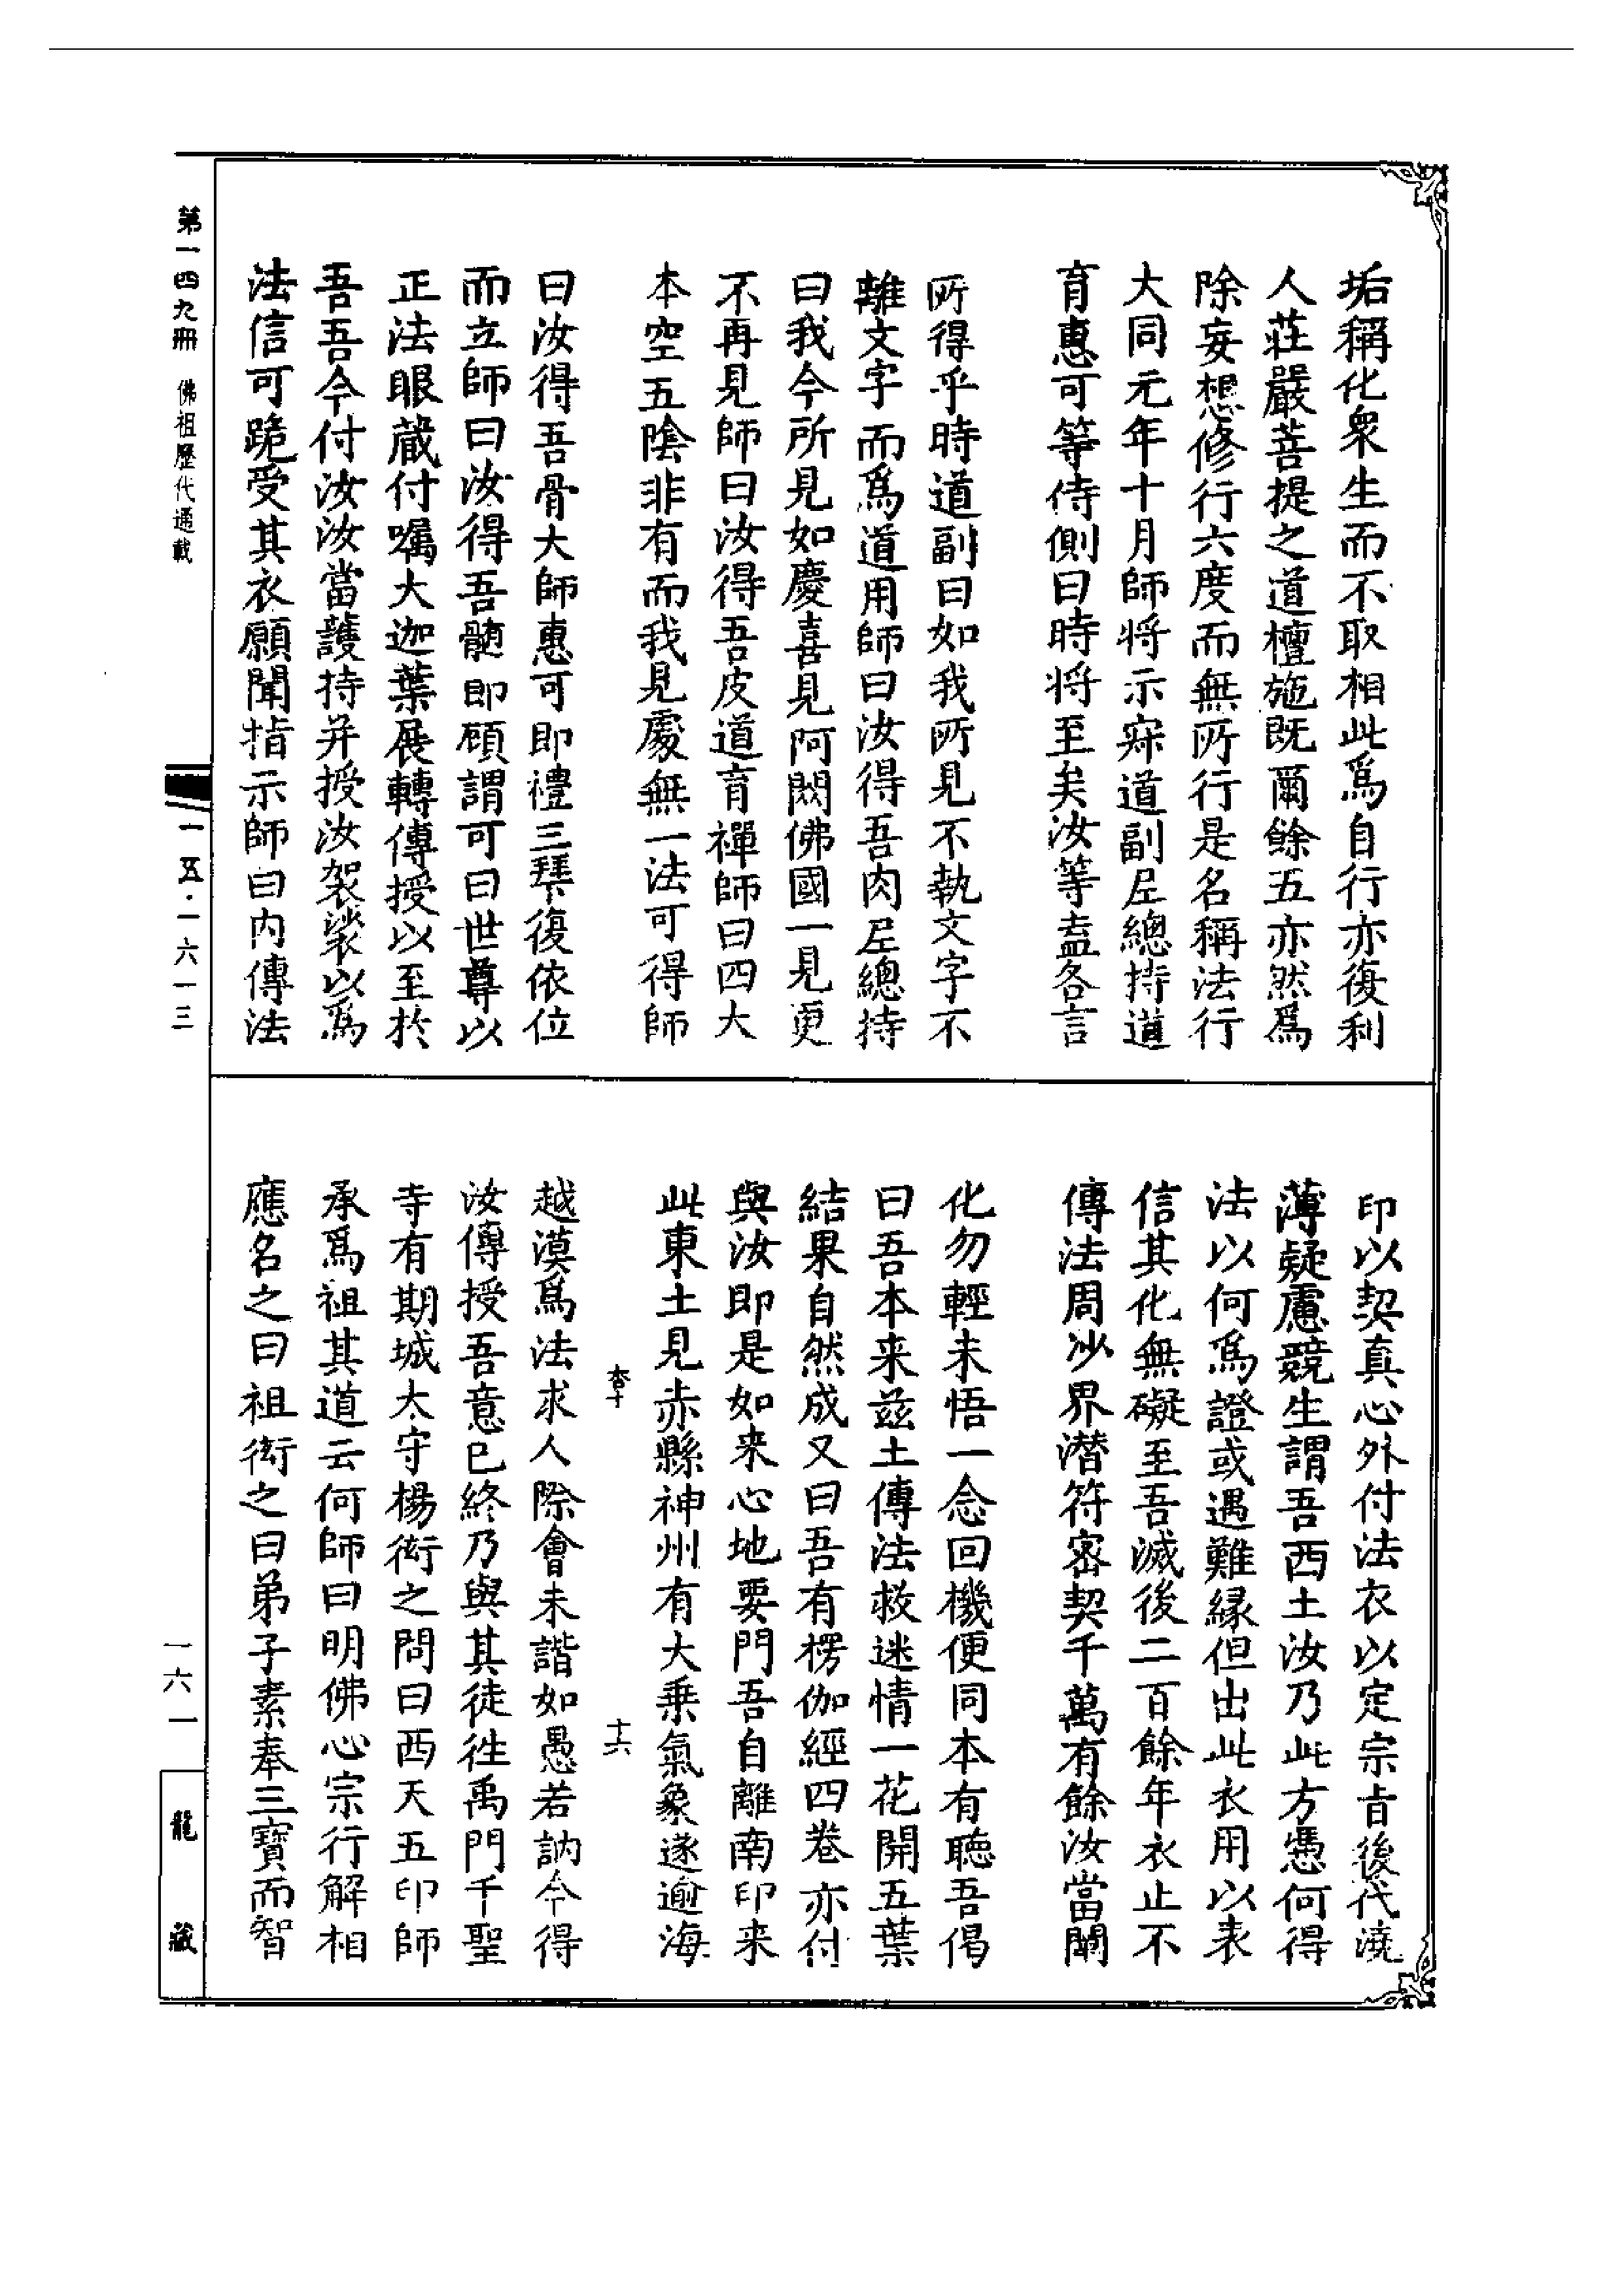 垢稱化衆生而不取相此爲自行亦復利
人莊嚴菩提之道檀施既爾餘五亦然爲
除妄想修行六度而無所行是名稱法行
大同元年十月師將示寂道副尼總持道
育惠可等侍側曰時將至矣汝等盍各言
所得乎時道副曰如我所見不執文字不
離文字而爲道用師曰汝得吾肉尼總持
曰我今所見如慶喜見阿閦佛國一見更
不再見師曰汝得吾皮道育禪師曰四大
本空五陰非有而我見處無一法可得師
曰汝得吾骨大師惠可即禮三拜復依位
而立師曰汝得吾髓即顧謂可曰世尊以
正法眼蔵付囑大迦葉展轉傳授以至於
吾吾今付汝汝當護持并授汝袈裟以爲
法信可跪受其衣願聞指示師曰內傳法
印以契真心外付法衣以定宗旨後代澆
薄疑慮競生謂吾西土汝乃此方憑何得
法以何爲證或遇難緣但出此衣用以表
信其化無礙至吾滅後二百餘年衣止不
傳法周沙界潛符密契千萬有餘汝當闡
化勿輕未悟一念回機便同本有聽吾偈
曰吾本来茲土傳法救迷情一花開五葉
結果自然成又曰吾有楞伽經四卷亦付
與汝即是如来心地要門吾自離南印来
此東土見赤縣神州有大乗氣象遂逾海
越漠爲法求人際會未諧如愚若訥今得
汝傳授吾意已終乃與其徒往禹門千聖
寺有期城太守楊衒之問曰西天五印師
承爲祖其道云何師曰明佛心宗行解相
應名之曰祖衒之曰弟子素奉三寶而智
杏十
十六
第一四九冊 佛祖歷代通載
一五·一六一三
一六一
龍藏